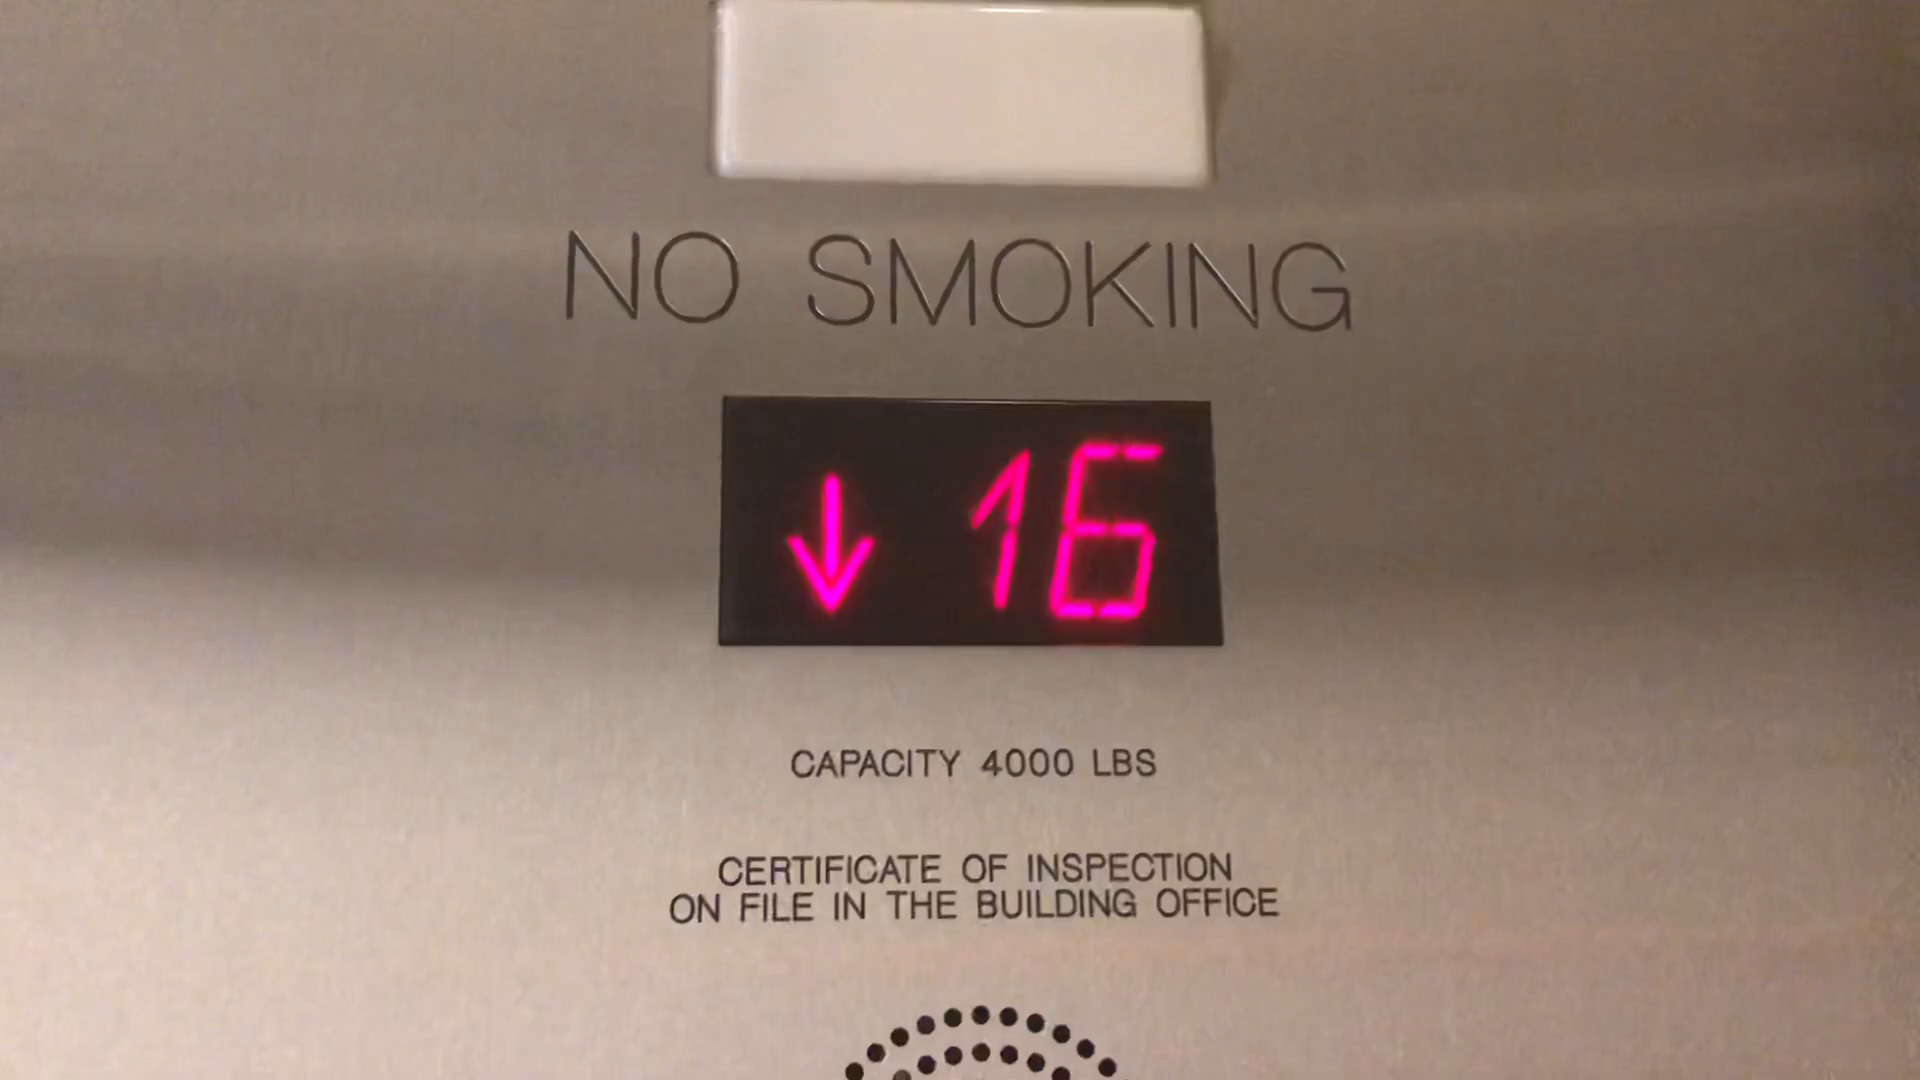 NO SMOKING
↓ 16
CAPACITY 4000 LBS
CERTIFICATE OF INSPECTION
ON FILE IN THE BUILDING OFFICE